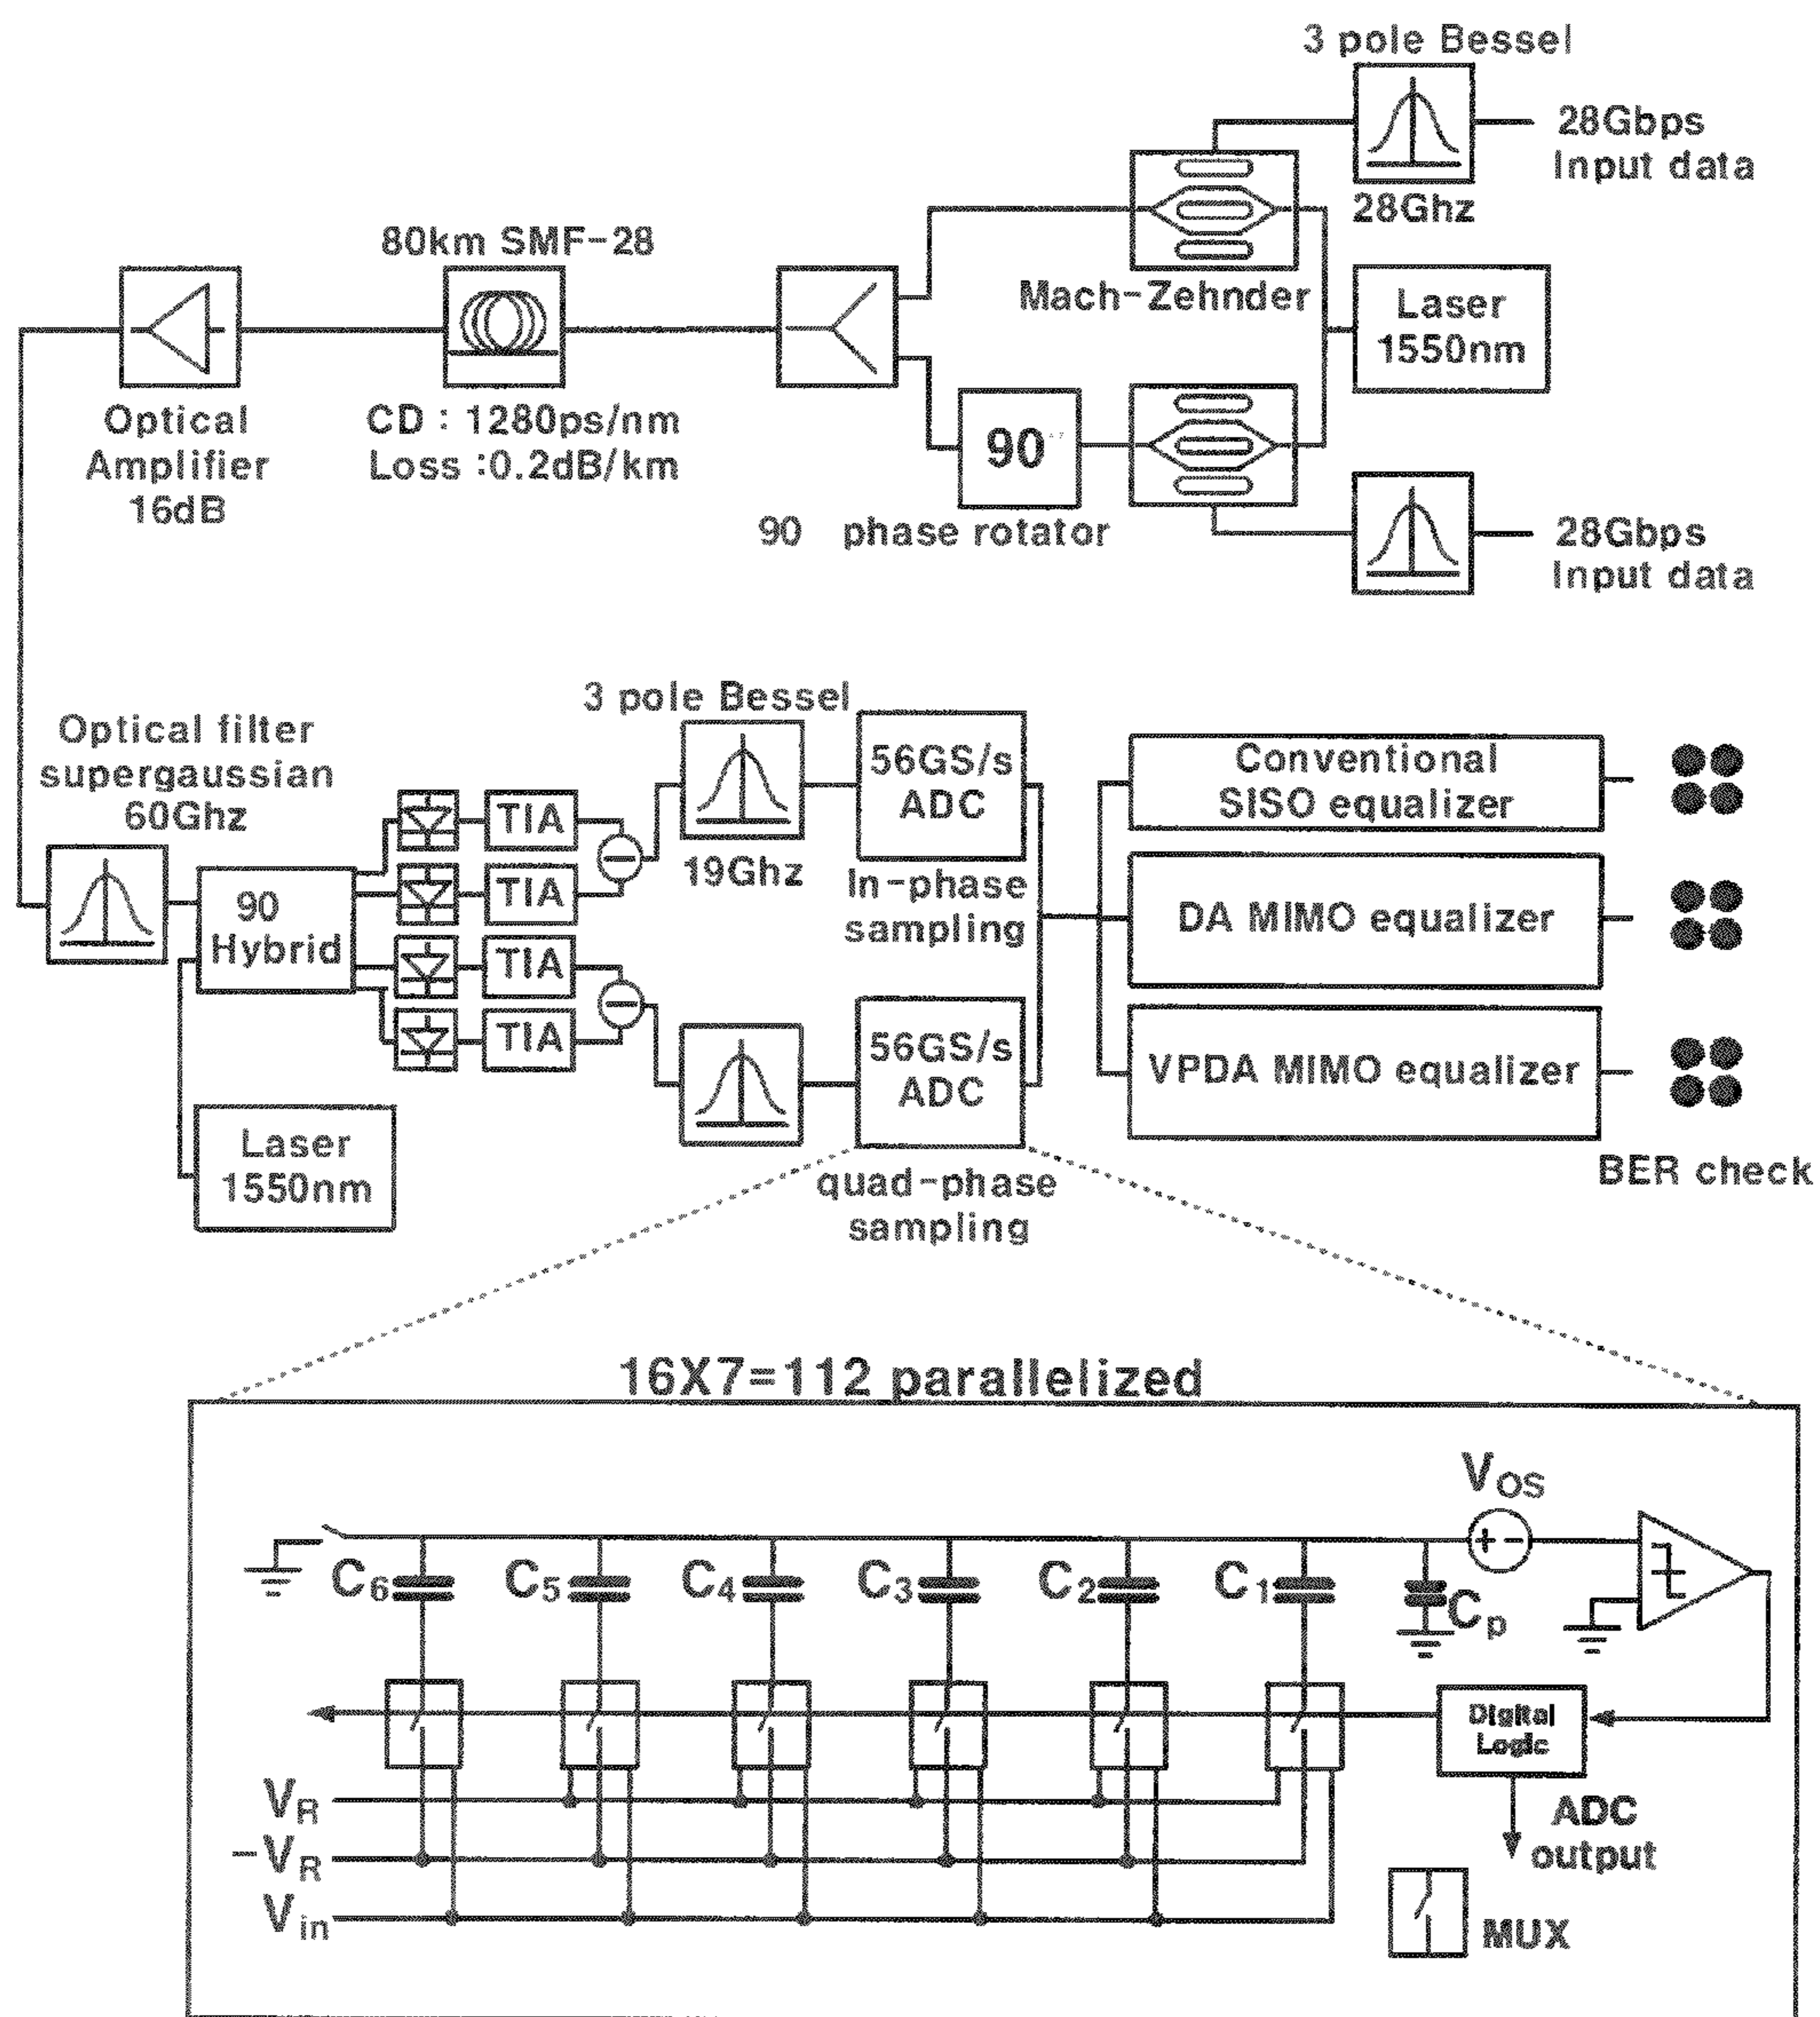 3 pole Bessel
28Gbps
Input data
28Ghz
Mach-Zehnder
Laser
1550nm
80km SMF-28
CD : 1280ps/nm
Loss :0.2dB/km
Optical
Amplifier
16dB
90
90 phase rotator
28Gbps
Input data
Optical filter
supergaussian
60Ghz
90
Hybrid
Laser
1550nm
TIA
TIA
TIA
TIA
3 pole Bessel
19Ghz
56GS/s
ADC
In-phase
sampling
56GS/s
ADC
quad-phase
sampling
Conventional
SISO equalizer
DA MIMO equalizer
VPDA MIMO equalizer
BER check
16X7=112 parallelized
VOS
+ -
C6
C5
C4
C3
C2
C1
Cp
Digital
Logic
VR
-VR
Vin
ADC
output
MUX